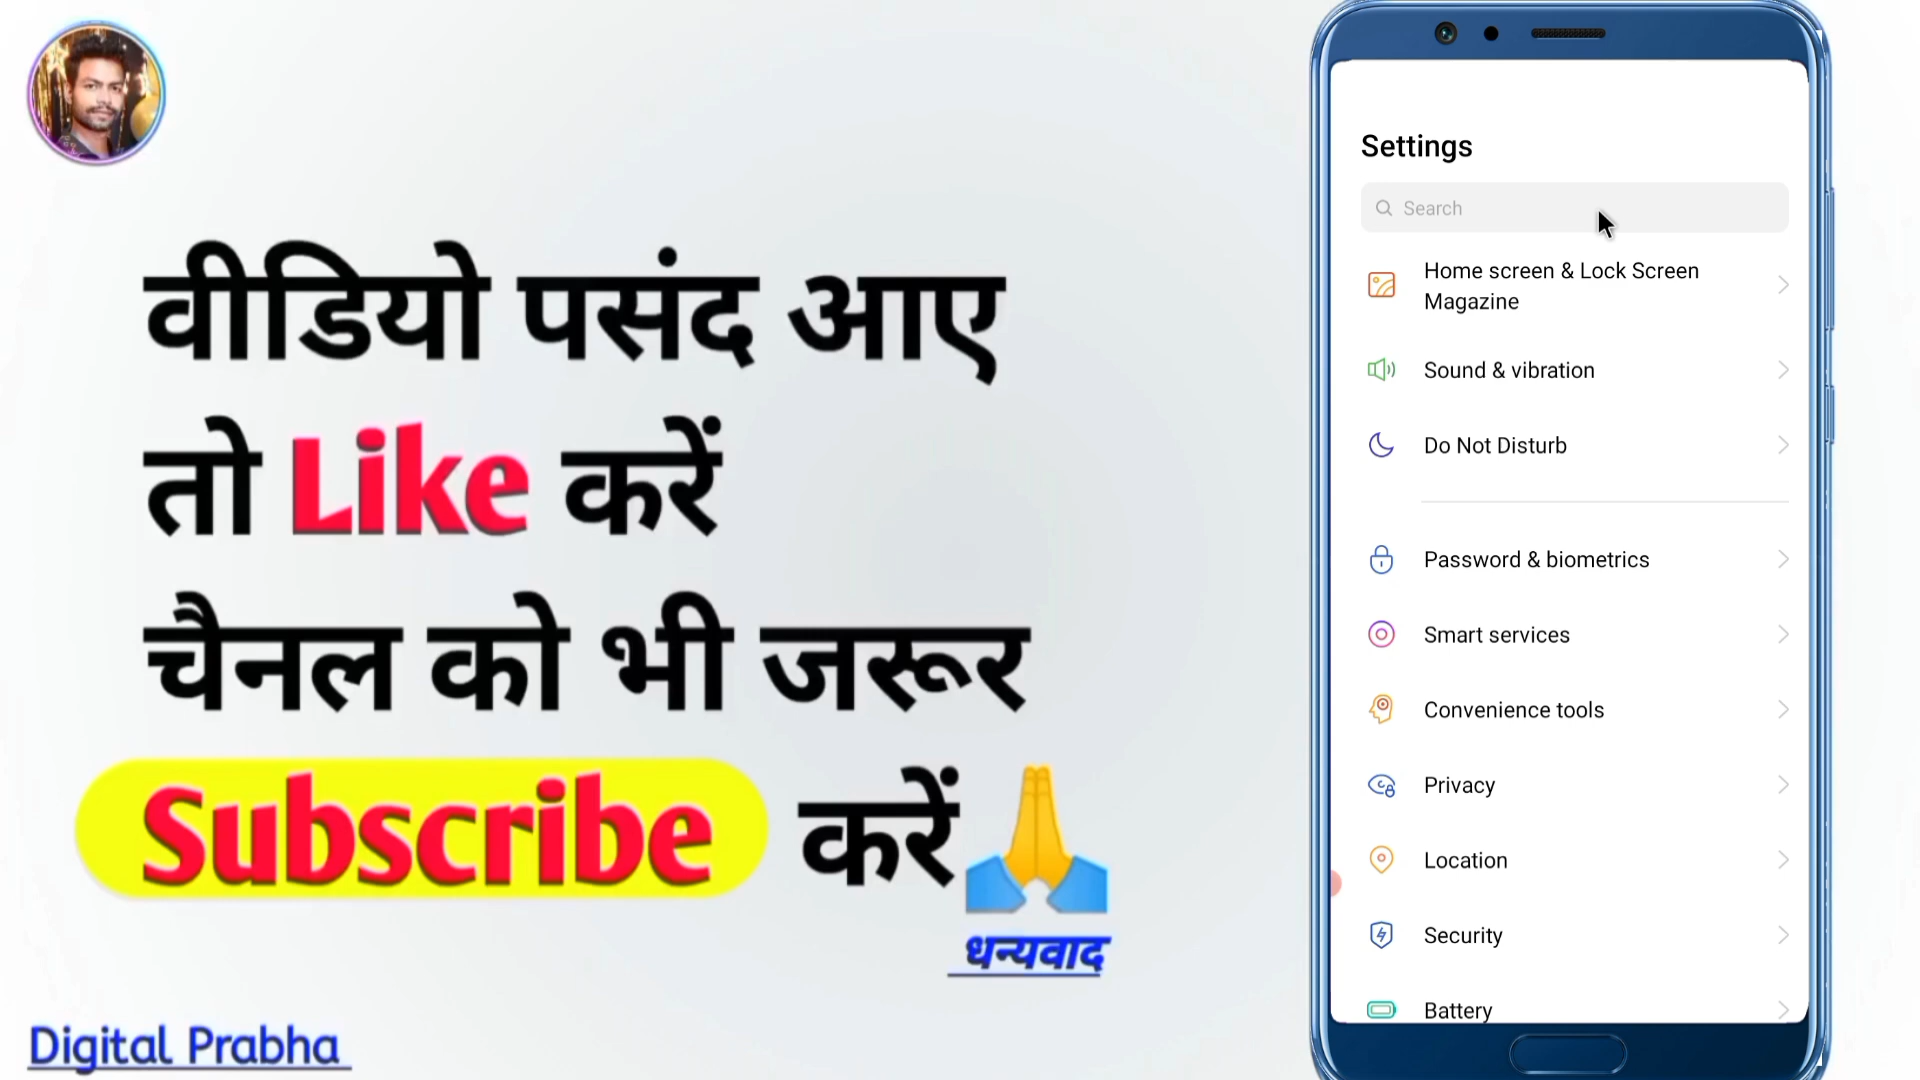 वीडियो पसंद आए
तो Like करें
चैनल को भी जरूर
Subscribe करें
धन्यवाद
Digital Prabha
Settings
Search
Home screen & Lock Screen
Magazine
Sound & vibration
Do Not Disturb
Password & biometrics
Smart services
Convenience tools
Privacy
Location
Security
Battery